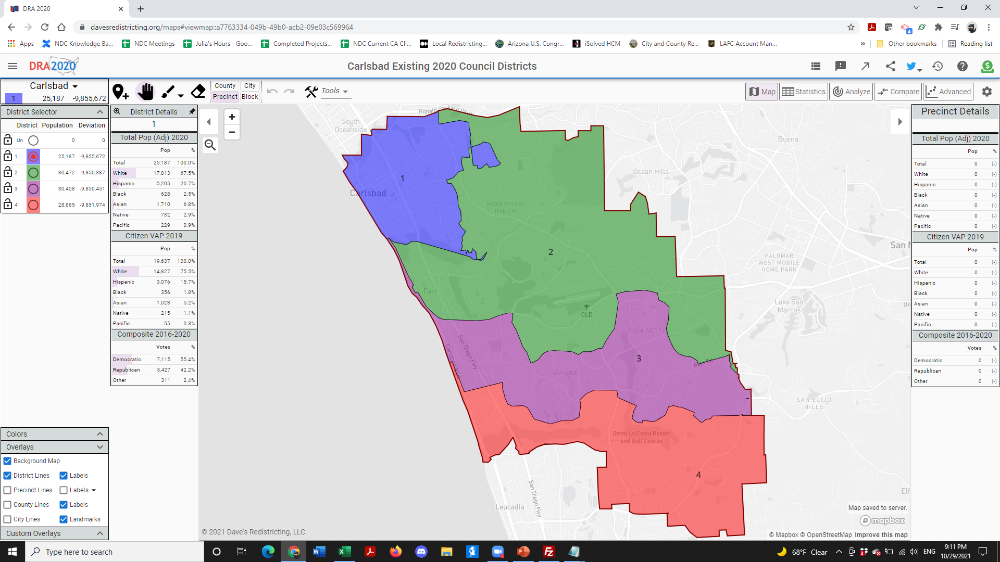 DRA 2020
davesredistricting.org/maps#viewmap::a7763334-049b-49b0-acb2-09e03c569964
4
Apps
NDC Knowledge Ba...
NDC Meetings
Julia's Hours - Goo...
Completed Projects...
NDC Current CA Cli...
Local Redistricting...
Arizona U.S. Congr...
iSolved HCM
City and County Re...
LAFC Account Man...
»
Other bookmarks
Reading list
DRA2020
Carlsbad Existing 2020 Council Districts
Carlsbad
1 25,187 -9,855,672
County City
Precinct Block
Tools
Map
Statistics
Analyze
Compare
Advanced
District Selector
District Population Deviation
Un 0 0
1 25,187 -9,855,672
2 30,472 -9,850,387
3 30,408 -9,850,451
4 28,885 -9,851,974
District Details
1
Total Pop (Adj) 2020
Pop %
Total 25,187 100.0%
White 17,013 67.5%
Hispanic 5,205 20.7%
Black 628 2.5%
Asian 1,710 6.8%
Native 732 2.9%
Pacific 229 0.9%
Citizen VAP 2019
Pop %
Total 19,637 100.0%
White 14,827 75.5%
Hispanic 3,076 15.7%
Black 356 1.8%
Asian 1,023 5.2%
Native 215 1.1%
Pacific 55 0.3%
Composite 2016-2020
Votes %
Democratic 7,115 55.4%
Republican 5,427 42.2%
Other 311 2.4%
Colors
Overlays
Background Map
District Lines Labels
Precinct Lines Labels
County Lines Labels
City Lines Landmarks
Custom Overlays
+
−
Ronald Packard Pkwy
South
Oceanside
Buena
Ocean Hills
1
Carlsbad
ROBERTSON
RANCH
San M
2
PALOMAR
WEST MOBILE
HOME PARK
Farr
CLD
Lake San
Marcos
Un
POINSETTIA
San Diego Fwy
Carlsbad Blvd
3
Alga Rd
AVIARA
SAN ELIJO
HILLS
Omni La Costa Resort
and Golf Course
4
San Diego Fwy
Elf
Leucadia
Map saved to server.
mapbox
© 2021 Dave's Redistricting, LLC.
© Mapbox © OpenStreetMap Improve this map
Precinct Details
Total Pop (Adj) 2020
Pop %
Total 0 (-)
White 0 (-)
Hispanic 0 (-)
Black 0 (-)
Asian 0 (-)
Native 0 (-)
Pacific 0 (-)
Citizen VAP 2019
Pop %
Total 0 (-)
White 0 (-)
Hispanic 0 (-)
Black 0 (-)
Asian 0 (-)
Native 0 (-)
Pacific 0 (-)
Composite 2016-2020
Votes %
Democratic 0 (-)
Republican 0 (-)
Other 0 (-)
Type here to search
68°F Clear
ENG
9:11 PM
10/29/2021